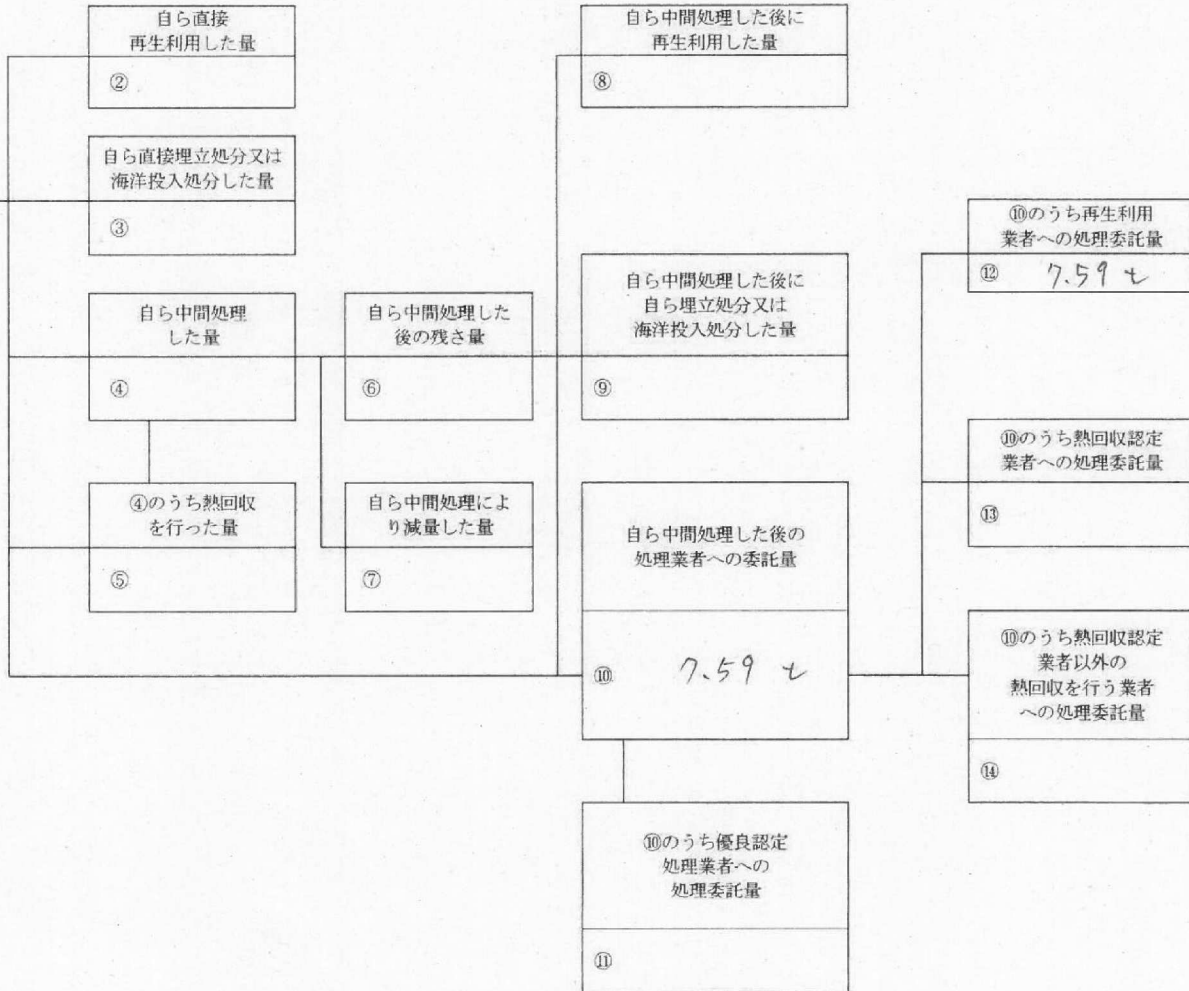 自ら直接
再生利用した量
②
自ら直接埋立処分又は
海洋投入処分した量
③
自ら中間処理
した量
④
④のうち熱回収
を行った量
⑤
自ら中間処理した
後の残さ量
⑥
自ら中間処理によ
り減量した量
⑦
自ら中間処理した後に
再生利用した量
⑧
自ら中間処理した後に
自ら埋立処分又は
海洋投入処分した量
⑨
自ら中間処理した後の
処理業者への委託量
⑩ 7.59 t
⑩のうち優良認定
処理業者への
処理委託量
⑪
⑩のうち再生利用
業者への処理委託量
⑫ 7.59 t
⑩のうち熱回収認定
業者への処理委託量
⑬
⑩のうち熱回収認定
業者以外の
熱回収を行う業者
への処理委託量
⑭